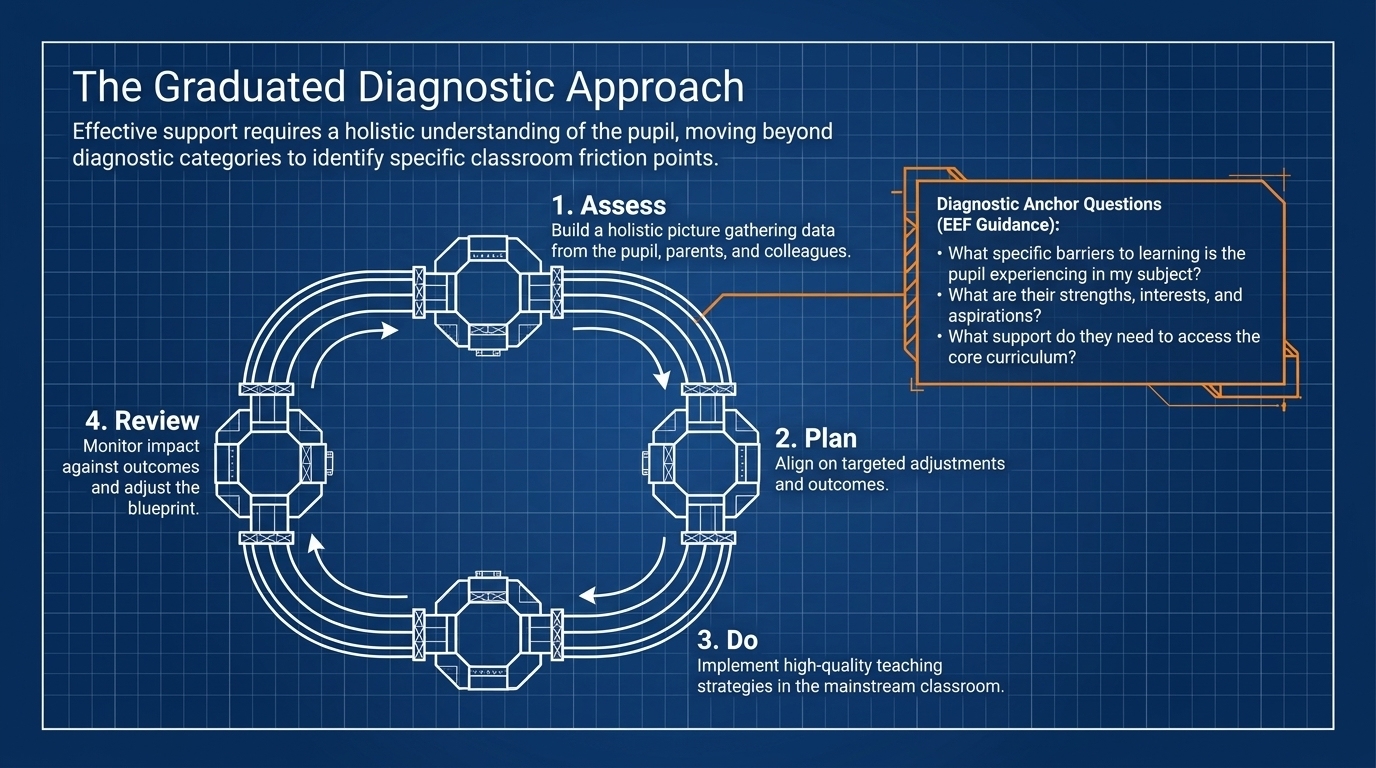 The Graduated Diagnostic Approach
Effective support requires a holistic understanding of the pupil, moving beyond
diagnostic categories to identify specific classroom friction points.
1. Assess
Build a holistic picture gathering data
from the pupil, parents, and colleagues.
Diagnostic Anchor Questions
(EEF Guidance):
• What specific barriers to learning is the
pupil experiencing in my subject?
• What are their strengths, interests, and
aspirations?
• What support do they need to access the
core curriculum?
2. Plan
Align on targeted adjustments
and outcomes.
3. Do
Implement high-quality teaching
strategies in the mainstream classroom.
4. Review
Monitor impact
against outcomes
and adjust the
blueprint.